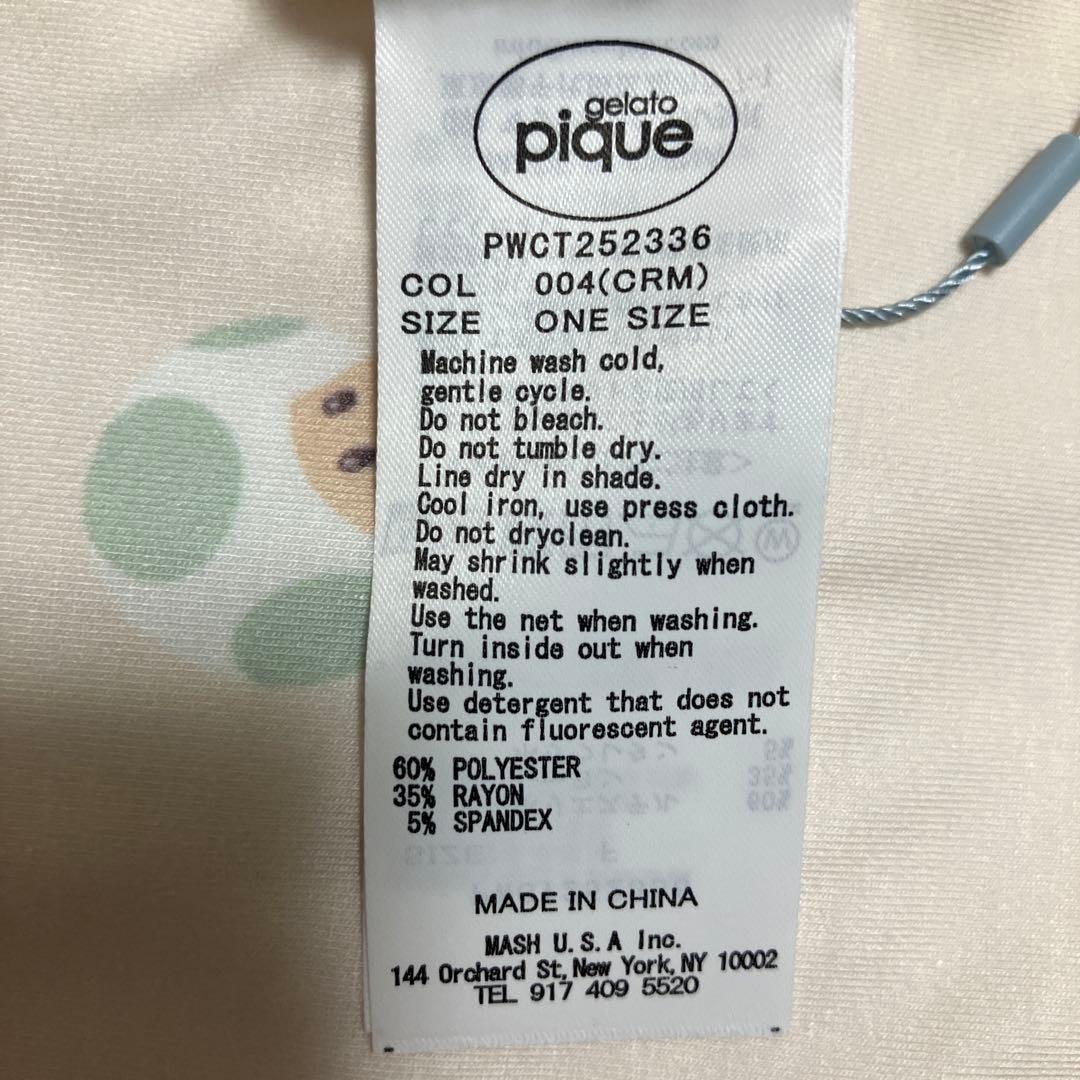 gelato
pique
PWCT252336
COL 004(CRM)
SIZE ONE SIZE
Machine wash cold,
gentle cycle.
Do not bleach.
Do not tumble dry.
Line dry in shade.
Cool iron, use press cloth.
Do not dryclean.
May shrink slightly when
washed.
Use the net when washing.
Turn inside out when
washing.
Use detergent that does not
contain fluorescent agent.
60% POLYESTER
35% RAYON
5% SPANDEX
MADE IN CHINA
MASH U.S.A Inc.
144 Orchard St, New York, NY 10002
TEL 917 409 5520